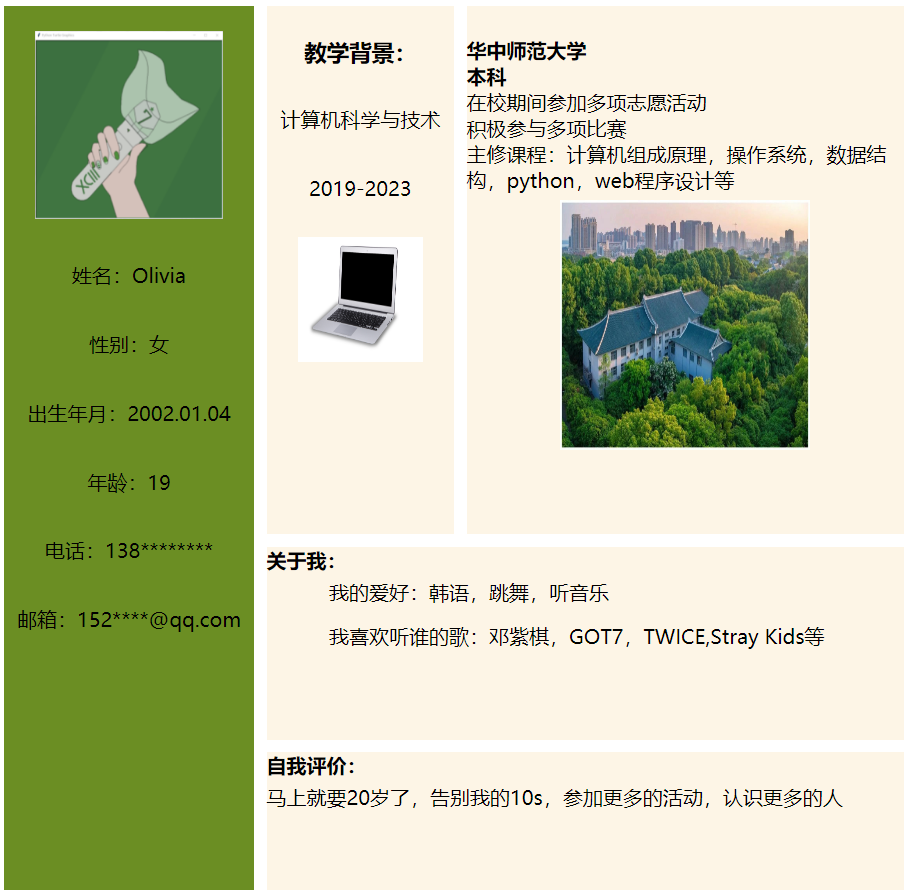 姓名：Olivia
性别：女
出生年月：2002.01.04
年龄：19
电话：138********
邮箱：152****@qq.com
教学背景：
计算机科学与技术
2019-2023
华中师范大学
本科
在校期间参加多项志愿活动
积极参与多项比赛
主修课程：计算机组成原理，操作系统，数据结
构，python，web程序设计等
关于我：
我的爱好：韩语，跳舞，听音乐
我喜欢听谁的歌：邓紫棋，GOT7，TWICE,Stray Kids等
自我评价：
马上就要20岁了，告别我的10s，参加更多的活动，认识更多的人